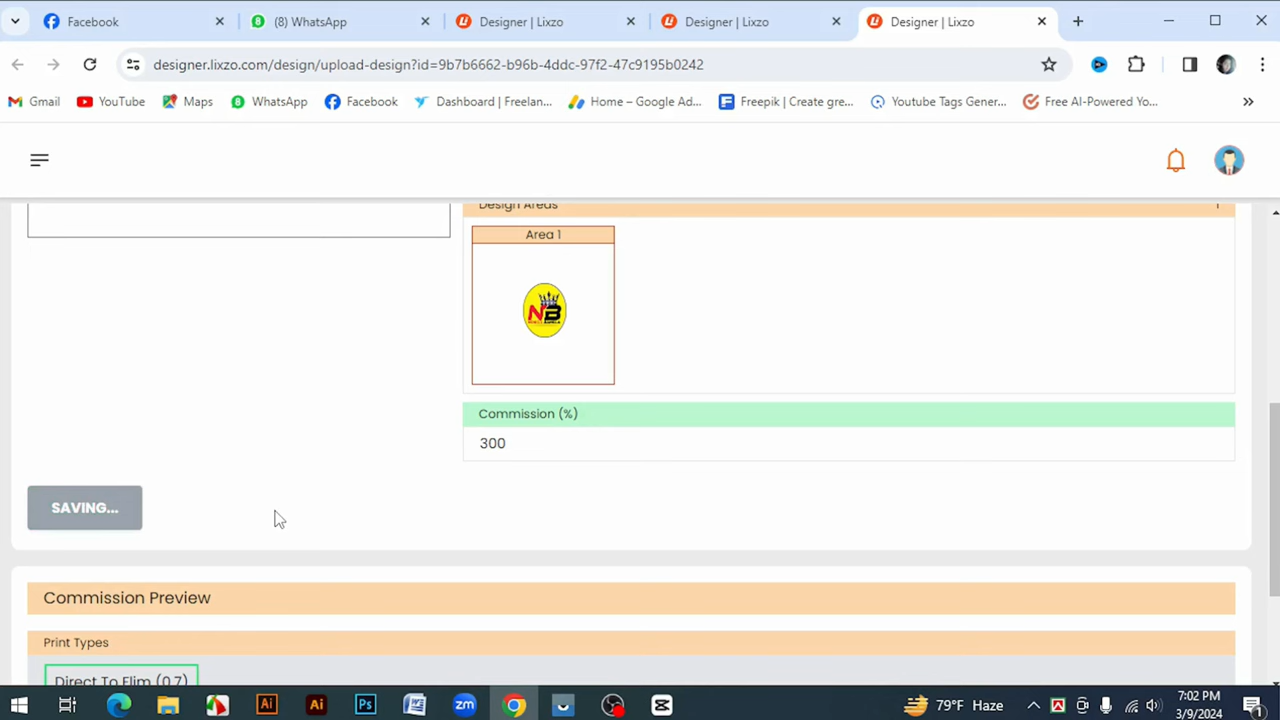 Facebook
(8) WhatsApp
Designer | Lixzo
Designer | Lixzo
Designer | Lixzo
designer.lixzo.com/design/upload-design?id=9b7b6662-b96b-4ddc-97f2-47c9195b0242
Gmail
YouTube
Maps
WhatsApp
Facebook
Dashboard | Freelan...
Home – Google Ad...
Freepik | Create gre...
Youtube Tags Gener...
Free AI-Powered Yo...
Design Areas
1
Area 1
NB
Commission (%)
300
SAVING...
Commission Preview
Print Types
Direct To Flim (0.7)
79°F Haze
7:02 PM
3/9/2024